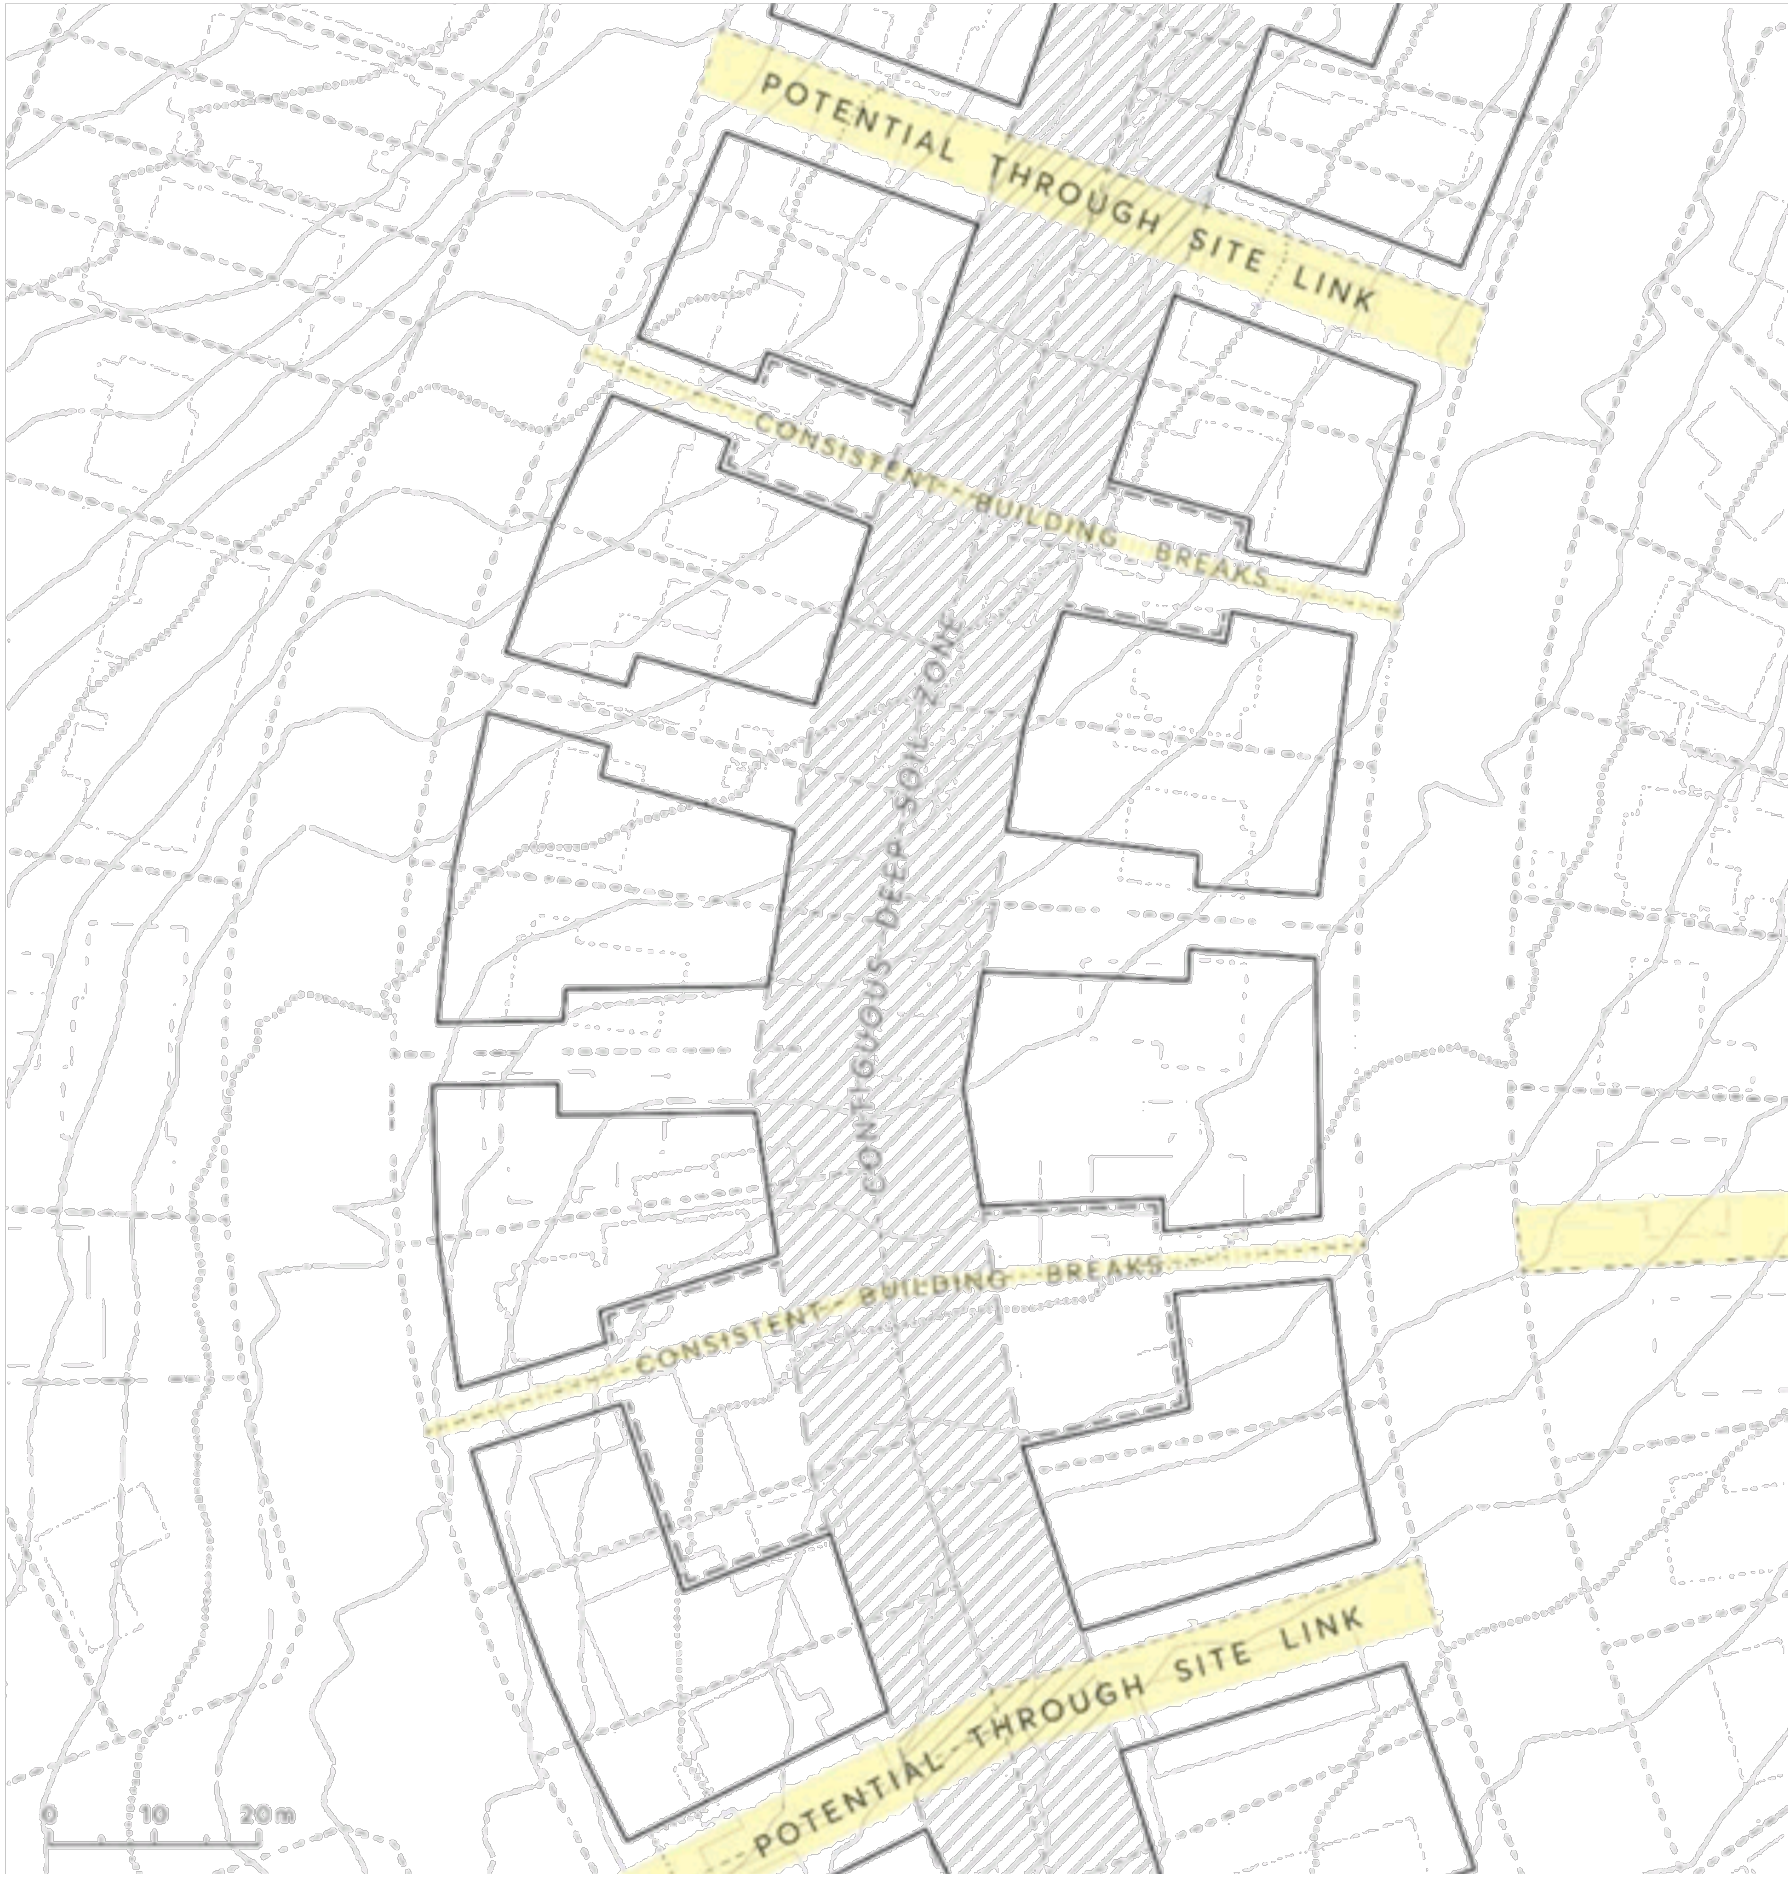 POTENTIAL THROUGH SITE LINK
CONSISTENT BUILDING BREAKS
CONTIGUOUS DEEP SOIL ZONE
CONSISTENT BUILDING BREAKS
POTENTIAL THROUGH SITE LINK
0 10 20 m